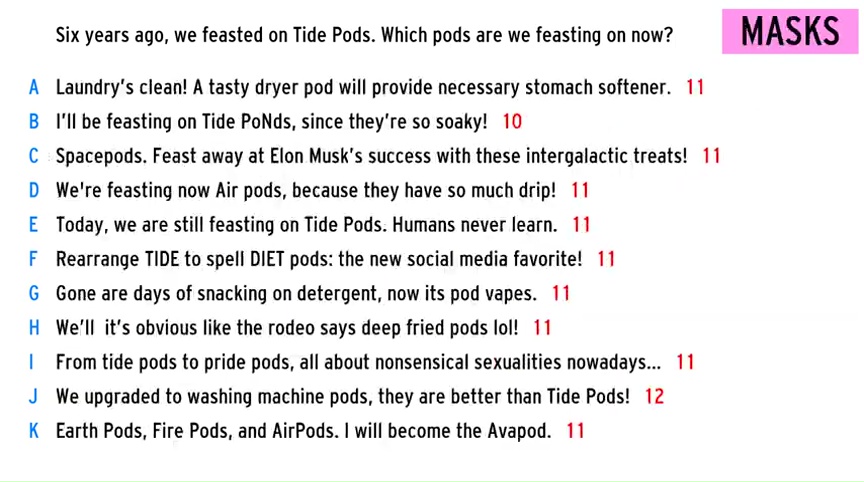 Six years ago, we feasted on Tide Pods. Which pods are we feasting on now?
MASKS
A Laundry's clean! A tasty dryer pod will provide necessary stomach softener. 11
B I'll be feasting on Tide PoNds, since they're so soaky! 10
C Spacepods. Feast away at Elon Musk's success with these intergalactic treats! 11
D We're feasting now Air pods, because they have so much drip! 11
E Today, we are still feasting on Tide Pods. Humans never learn. 11
F Rearrange TIDE to spell DIET pods: the new social media favorite! 11
G Gone are days of snacking on detergent, now its pod vapes. 11
H We'll it's obvious like the rodeo says deep fried pods lol! 11
I From tide pods to pride pods, all about nonsensical sexualities nowadays... 11
J We upgraded to washing machine pods, they are better than Tide Pods! 12
K Earth Pods, Fire Pods, and AirPods. I will become the Avapod. 11